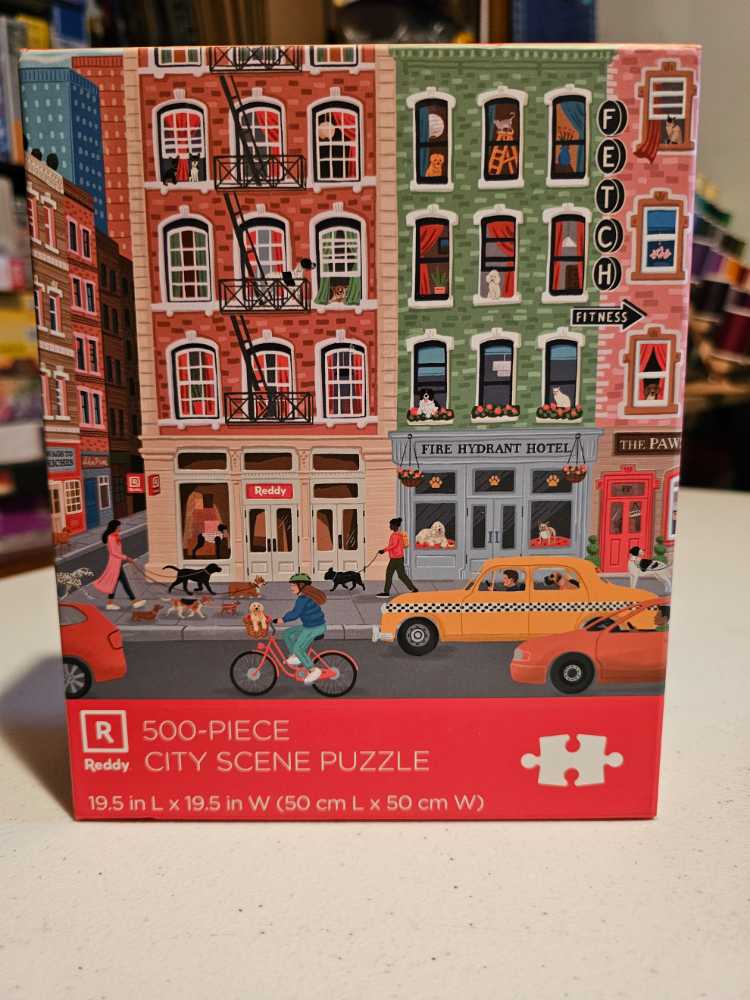 FETCH
FITNESS
FIRE HYDRANT HOTEL
THE PAW
Reddy
H
R
500-PIECE
Reddy
CITY SCENE PUZZLE
19.5 in L x 19.5 in W (50 cm L x 50 cm W)